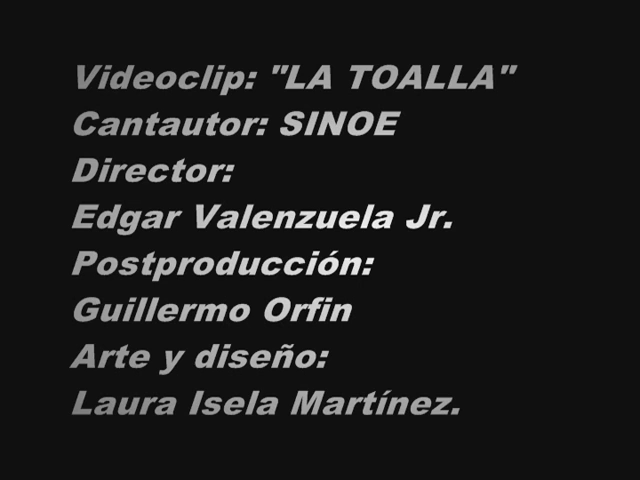 Videoclip: "LA TOALLA"
Cantautor: SINOE
Director:
Edgar Valenzuela Jr.
Postproducción:
Guillermo Orfin
Arte y diseño:
Laura Isela Martínez.